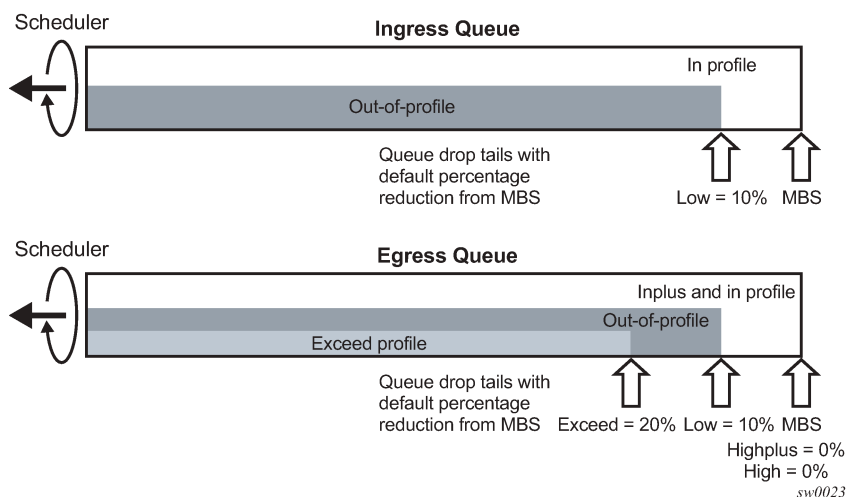 Scheduler
Ingress Queue
In profile
Out-of-profile
Queue drop tails with
default percentage
reduction from MBS
Low = 10%
MBS
Scheduler
Egress Queue
Inplus and in profile
Out-of-profile
Exceed profile
Queue drop tails with
default percentage
reduction from MBS
Exceed = 20%
Low = 10%
MBS
Highplus = 0%
High = 0%
sw0023